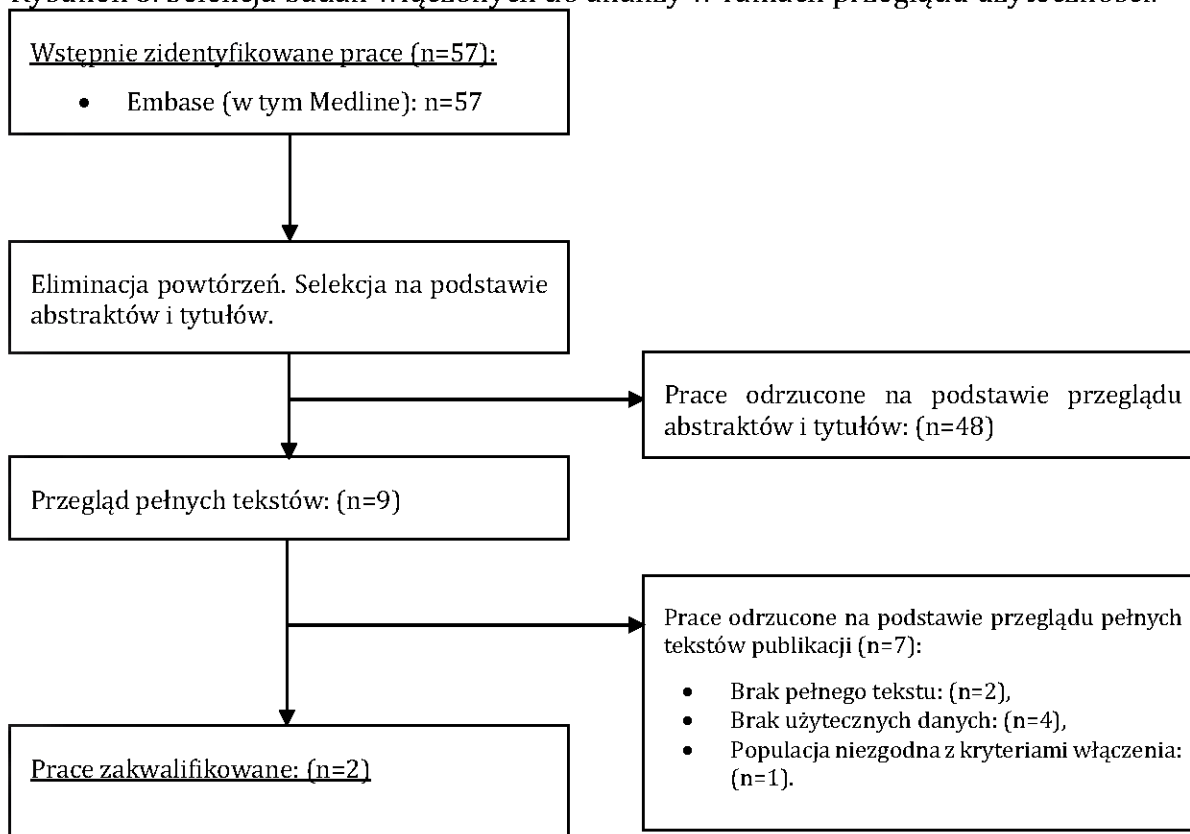 Wstępnie zidentyfikowane prace (n=57):
• Embase (w tym Medline): n=57
Eliminacja powtórzeń. Selekcja na podstawie
abstraktów i tytułów.
Prace odrzucone na podstawie przeglądu
abstraktów i tytułów: (n=48)
Przegląd pełnych tekstów: (n=9)
Prace odrzucone na podstawie przeglądu pełnych
tekstów publikacji (n=7):
• Brak pełnego tekstu: (n=2),
• Brak użytecznych danych: (n=4),
• Populacja niezgodna z kryteriami włączenia:
(n=1).
Prace zakwalifikowane: (n=2)